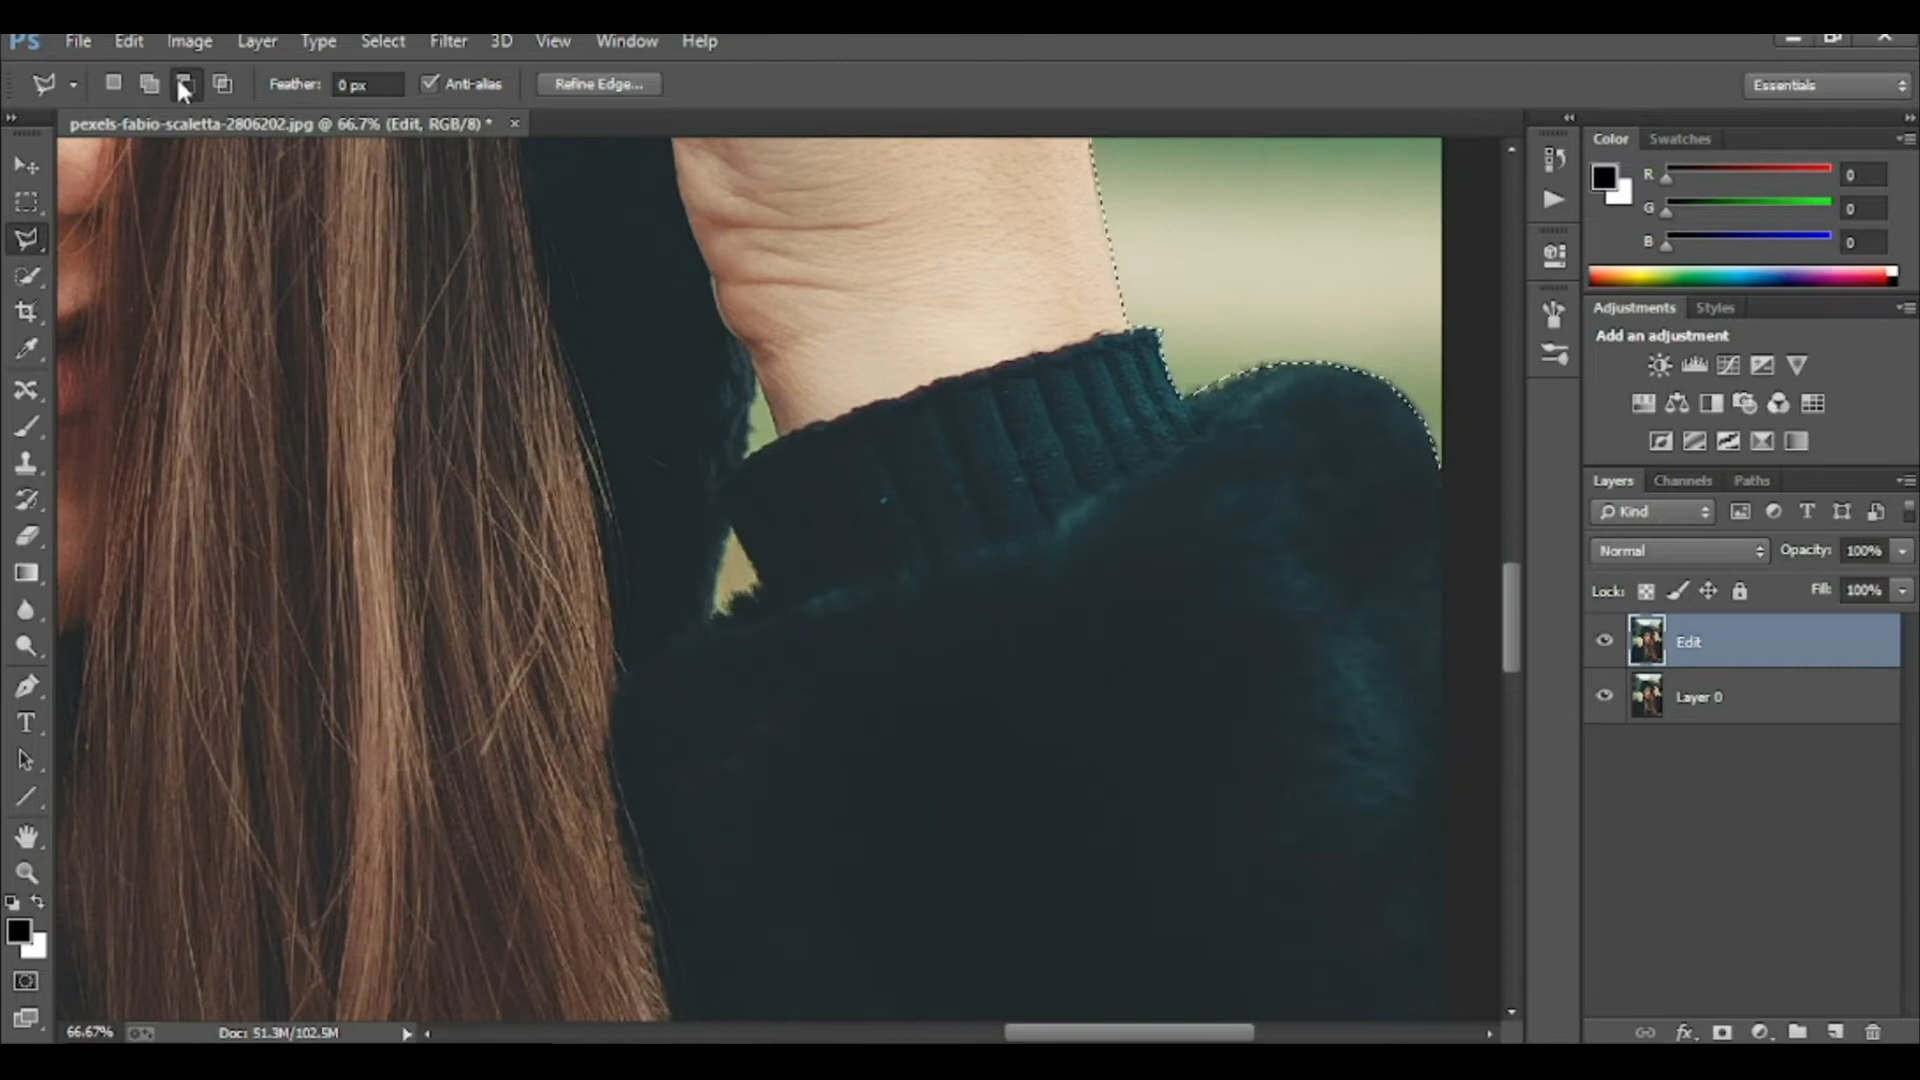 Ps File Edit Image Layer Type Select Filter 3D View Window Help
Feather: 0 px Anti-alias Refine Edge... Essentials
pexels-fabio-scaletta-2806202.jpg @ 66.7% (Edit, RGB/8) *
Color Swatches
R 0
G 0
B 0
Adjustments Styles
Add an adjustment
Layers Channels Paths
Kind
Normal Opacity: 100%
Lock: Fill: 100%
Edit
Layer 0
66.67% Doc: 51.3M/102.5M